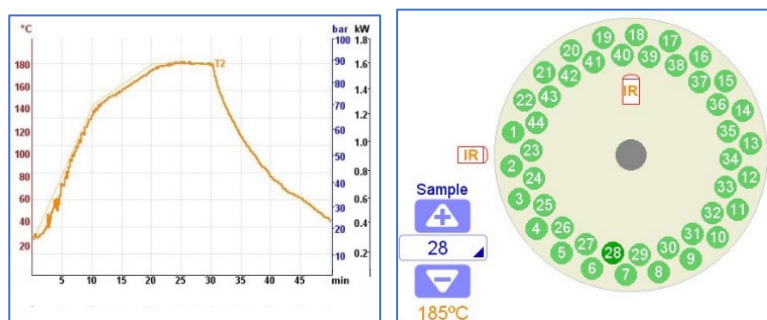 °C bar kW
100 1.8
180 90 1.6
160 80 1.4
140 70
120 60 1.2
100 50 1.0
80 40 0.8
60 30 0.6
40 20 0.4
20 10 0.2
T2
5 10 15 20 25 30 35 40 45 min
18
19 17
20 40 39 16
41 38
21 42 37 15
IR
22 43 36 14
44 35
1 13
IR 23 34
2 12
24 33
Sample
3 25 32 11
4 26 31 10
28 27 28 29 30
5 9
6 7 8
185°C